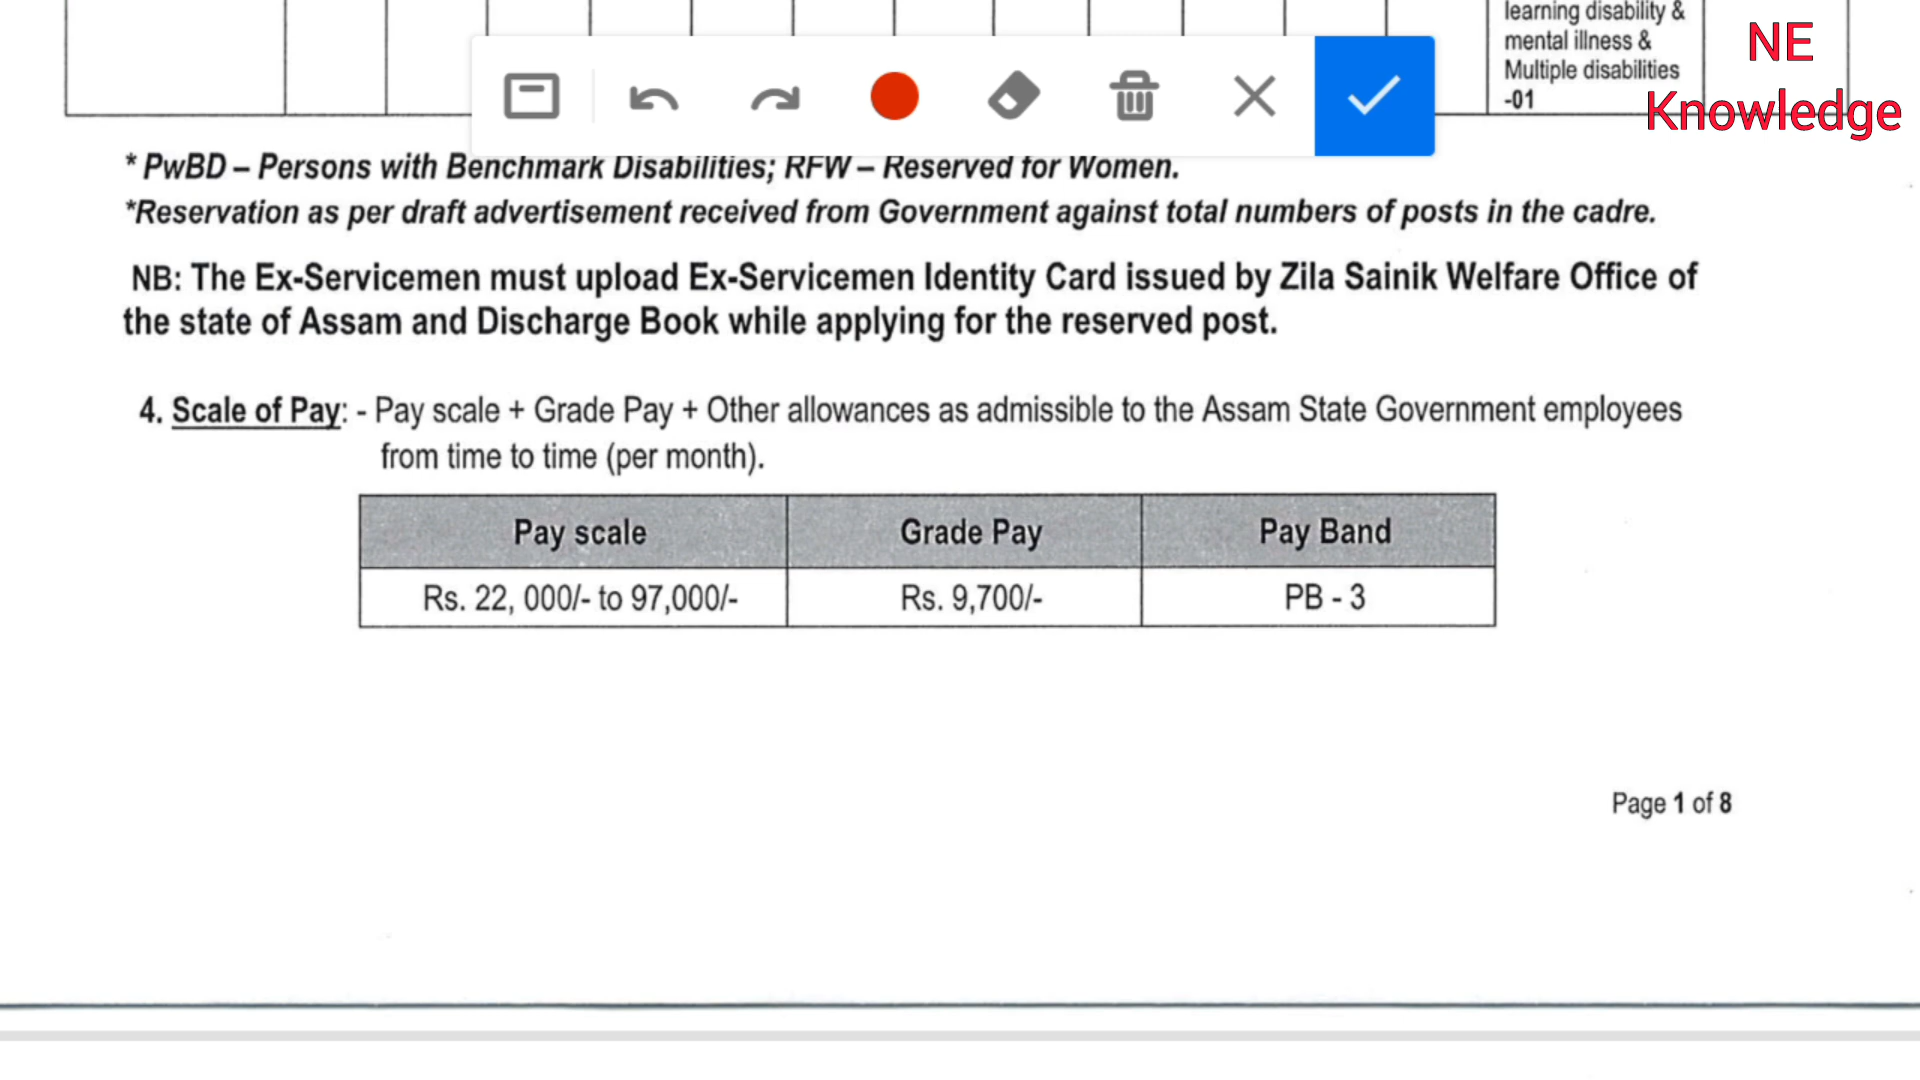 learning disability &
mental illness &
Multiple disabilities
-01
NE
Knowledge
* PwBD – Persons with Benchmark Disabilities; RFW – Reserved for Women.
*Reservation as per draft advertisement received from Government against total numbers of posts in the cadre.
NB: The Ex-Servicemen must upload Ex-Servicemen Identity Card issued by Zila Sainik Welfare Office of
the state of Assam and Discharge Book while applying for the reserved post.
4. Scale of Pay: - Pay scale + Grade Pay + Other allowances as admissible to the Assam State Government employees
from time to time (per month).
Pay scale Grade Pay Pay Band
Rs. 22, 000/- to 97,000/- Rs. 9,700/- PB - 3
Page 1 of 8